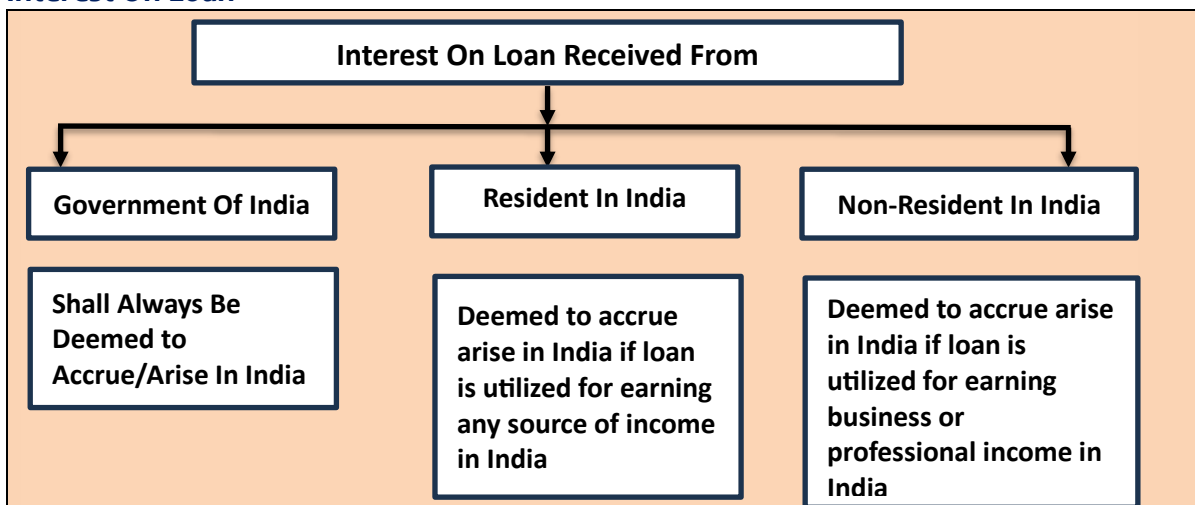 Interest On Loan
Interest On Loan Received From
Government Of India
Resident In India
Non-Resident In India
Shall Always Be
Deemed to
Accrue/Arise In India
Deemed to accrue
arise in India if loan
is utilized for earning
any source of income
in India
Deemed to accrue arise
in India if loan is
utilized for earning
business or
professional income in
India